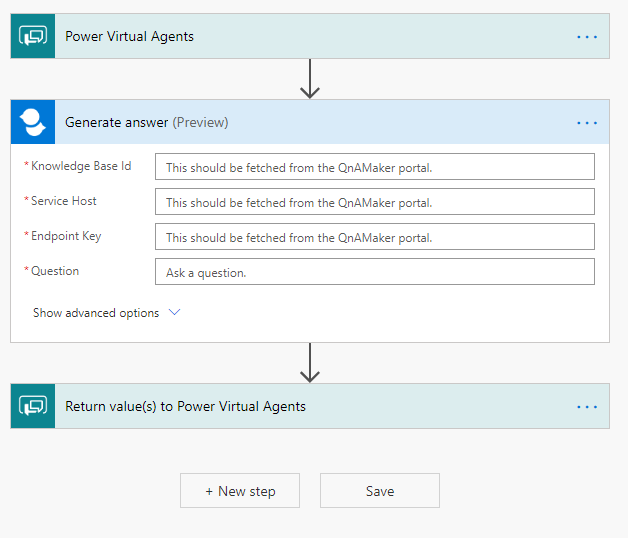 Power Virtual Agents
Generate answer (Preview)
* Knowledge Base Id This should be fetched from the QnAMaker portal.
* Service Host This should be fetched from the QnAMaker portal.
* Endpoint Key This should be fetched from the QnAMaker portal.
* Question Ask a question.
Show advanced options
Return value(s) to Power Virtual Agents
+ New step Save